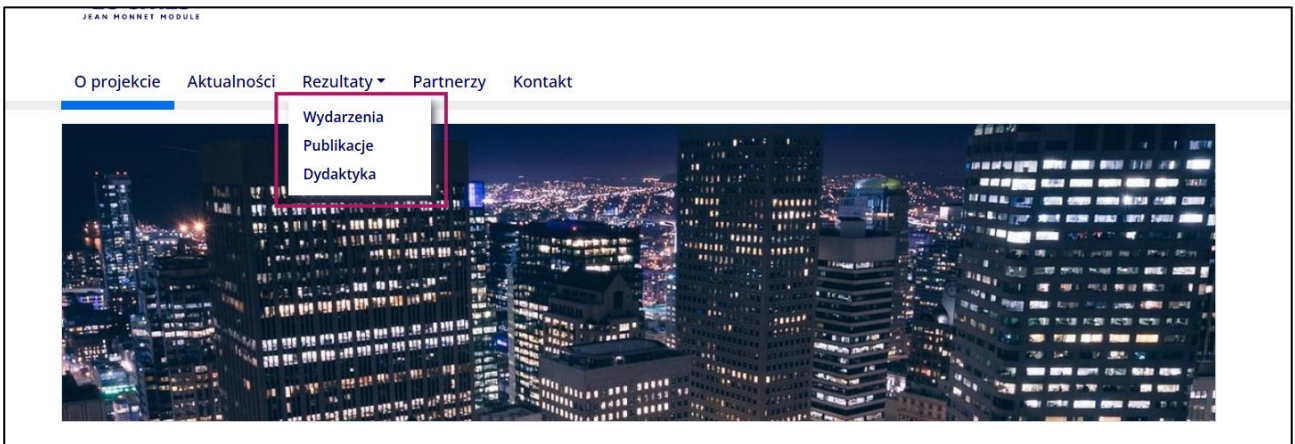 JEAN MONNET MODULE
O projekcie Aktualności Rezultaty Partnerzy Kontakt
Wydarzenia
Publikacje
Dydaktyka